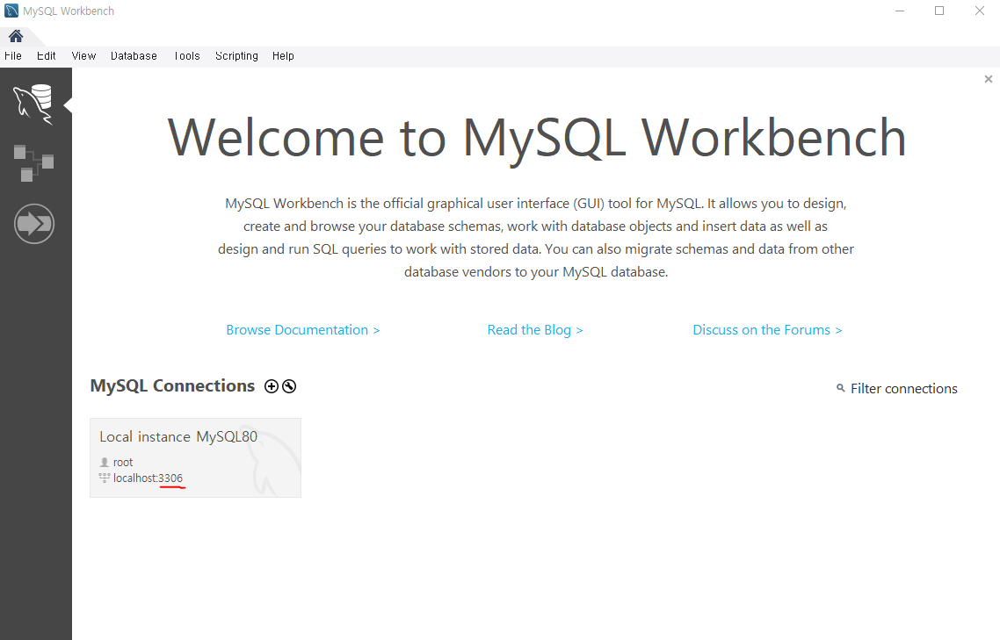 MySQL Workbench
File Edit View Database Tools Scripting Help
Welcome to MySQL Workbench
MySQL Workbench is the official graphical user interface (GUI) tool for MySQL. It allows you to design,
create and browse your database schemas, work with database objects and insert data as well as
design and run SQL queries to work with stored data. You can also migrate schemas and data from other
database vendors to your MySQL database.
Browse Documentation > Read the Blog > Discuss on the Forums >
MySQL Connections Filter connections
Local instance MySQL80
root
localhost:3306